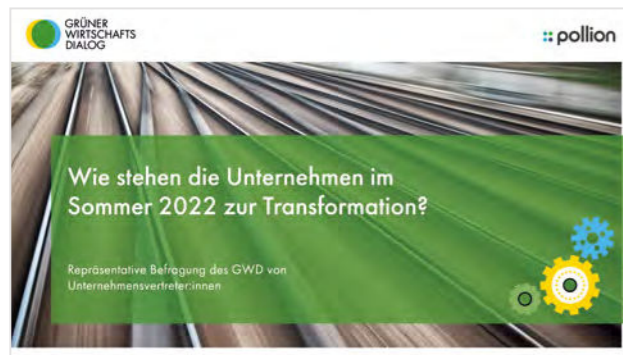 GRÜNER
WIRTSCHAFTS
DIALOG
pollion
Wie stehen die Unternehmen im
Sommer 2022 zur Transformation?
Repräsentative Befragung des GWD von
Unternehmensvertreter:innen